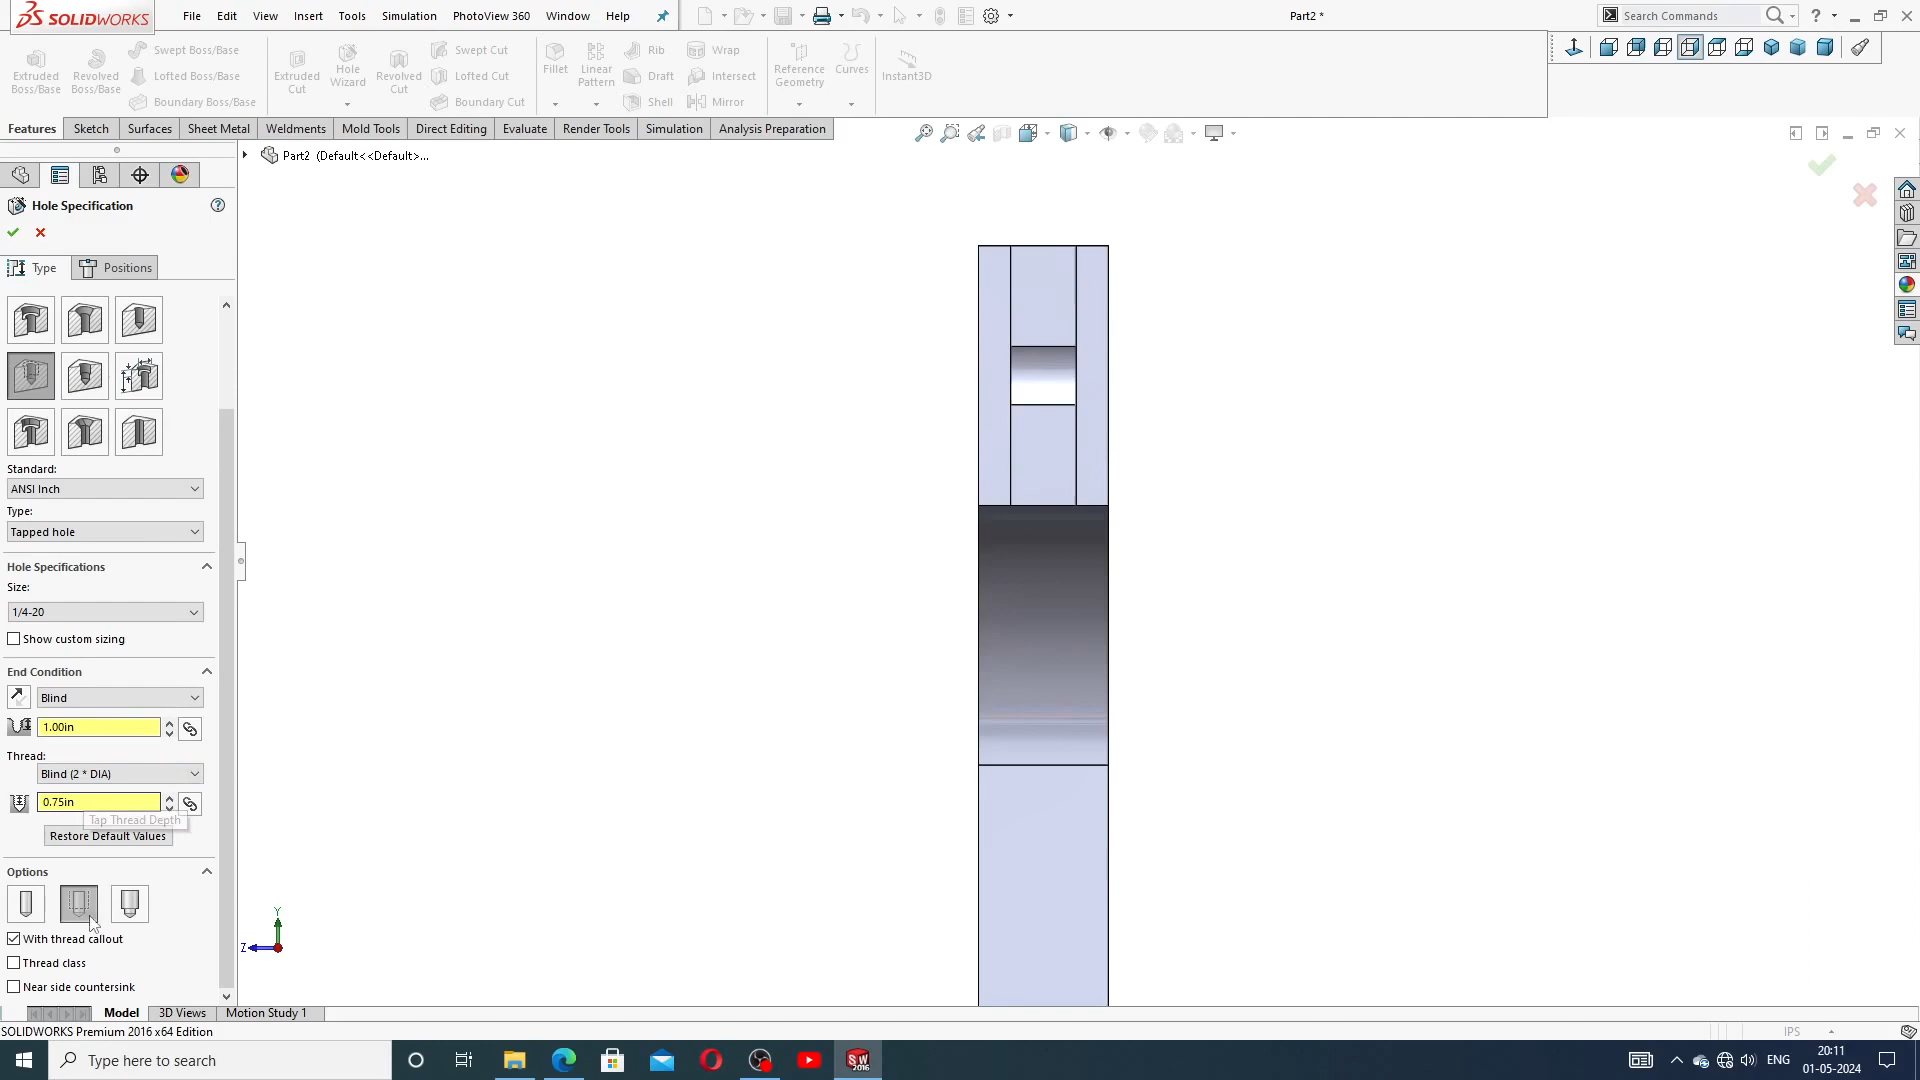 SOLIDWORKS
File Edit View Insert Tools Simulation PhotoView 360 Window Help
Part2 *
Search Commands
Extruded Boss/Base
Revolved Boss/Base
Swept Boss/Base
Lofted Boss/Base
Boundary Boss/Base
Extruded Cut
Hole Wizard
Revolved Cut
Swept Cut
Lofted Cut
Boundary Cut
Fillet
Linear Pattern
Rib
Draft
Shell
Wrap
Intersect
Mirror
Reference Geometry
Curves
Instant3D
Features Sketch Surfaces Sheet Metal Weldments Mold Tools Direct Editing Evaluate Render Tools Simulation Analysis Preparation
Part2 (Default<<Default>...
Hole Specification
Type Positions
Standard:
ANSI Inch
Type:
Tapped hole
Hole Specifications
Size:
1/4-20
Show custom sizing
End Condition
Blind
1.00in
Thread:
Blind (2 * DIA)
0.75in
Tap Thread Depth
Restore Default Values
Options
With thread callout
Thread class
Near side countersink
Y
Z
Model 3D Views Motion Study 1
SOLIDWORKS Premium 2016 x64 Edition
IPS
Type here to search
SW
2016
ENG
20:11
01-05-2024